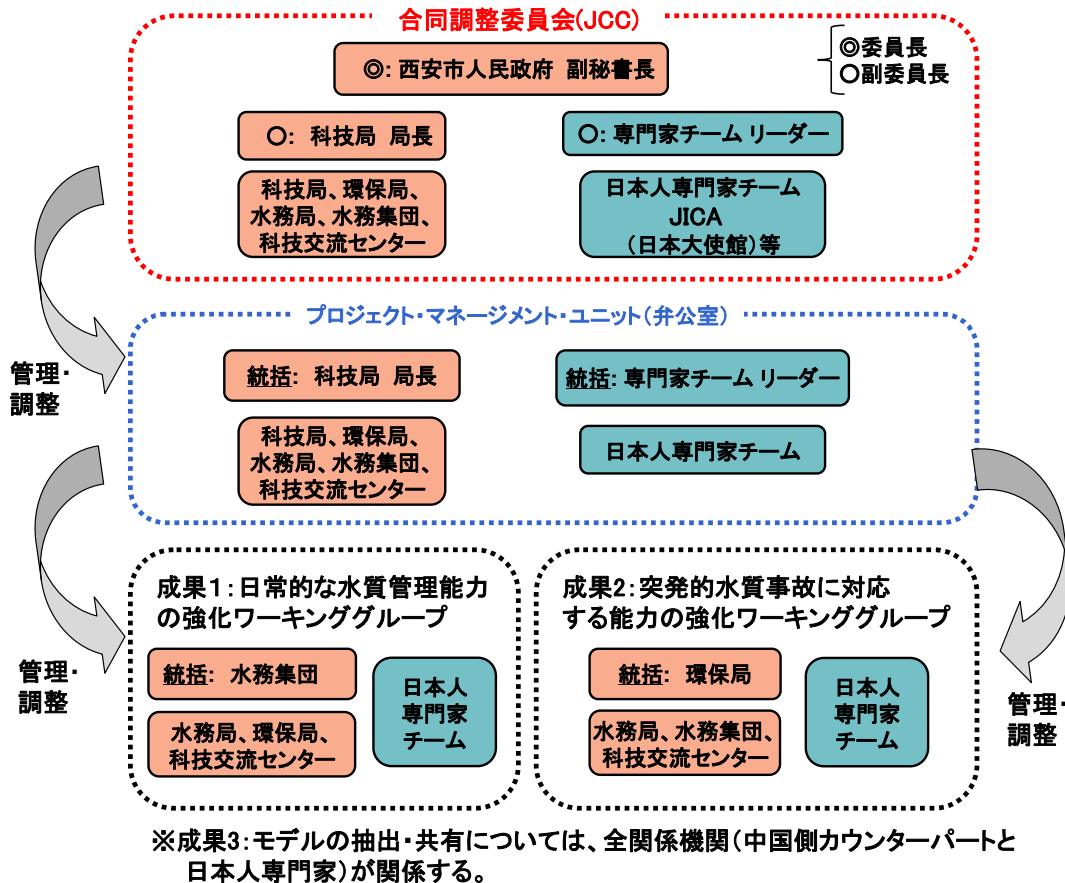 合同調整委員会(JCC)
◎: 西安市人民政府 副秘書長
◎委員長
○副委員長
○: 科技局 局長
○: 専門家チーム リーダー
科技局、環保局、
水務局、水務集団、
科技交流センター
日本人専門家チーム
JICA
(日本大使館)等
プロジェクト・マネージメント・ユニット(弁公室)
管理・
調整
統括: 科技局 局長
統括: 専門家チーム リーダー
科技局、環保局、
水務局、水務集団、
科技交流センター
日本人専門家チーム
成果1:日常的な水質管理能力
の強化ワーキンググループ
成果2:突発的水質事故に対応
する能力の強化ワーキンググループ
管理・
調整
統括: 水務集団
日本人
専門家
チーム
水務局、環保局、
科技交流センター
統括: 環保局
日本人
専門家
チーム
水務局、水務集団、
科技交流センター
管理・
調整
※成果3:モデルの抽出・共有については、全関係機関(中国側カウンターパートと
日本人専門家)が関係する。